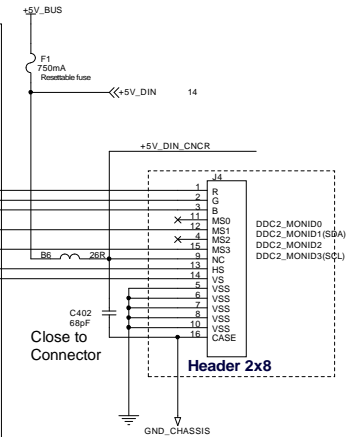 +5V_BUS
F1
750mA
Resettable fuse
+5V_DIN 14
+5V_DIN_CNCR
J4
1 R
2 G
3 B
11 MS0 DDC2_MONID0
12 MS1 DDC2_MONID1(SDA)
4 MS2 DDC2_MONID2
15 MS3 DDC2_MONID3(SCL)
B6 26R 9 NC
13 HS
14 VS
5 VSS
6 VSS
7 VSS
8 VSS
10 VSS
16 CASE
C402
68pF
Close to
Connector
Header 2x8
GND_CHASSIS